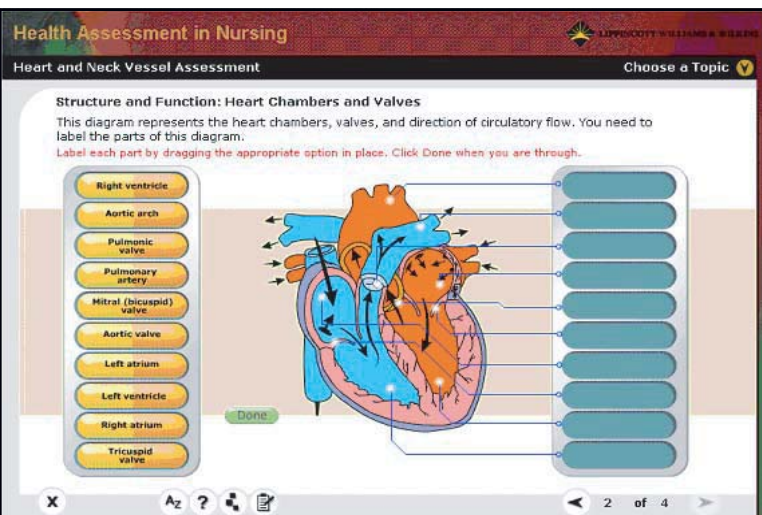 Health Assessment in Nursing
LIPPINCOTT WILLIAMS & WILKINS
Heart and Neck Vessel Assessment
Choose a Topic
Structure and Function: Heart Chambers and Valves
This diagram represents the heart chambers, valves, and direction of circulatory flow. You need to
label the parts of this diagram.
Label each part by dragging the appropriate option in place. Click Done when you are through.
Right ventricle
Aortic arch
Pulmonic
valve
Pulmonary
artery
Mitral (bicuspid)
valve
Aortic valve
Left atrium
Left ventricle
Right atrium
Tricuspid
valve
Done
X
AZ
?
2 of 4